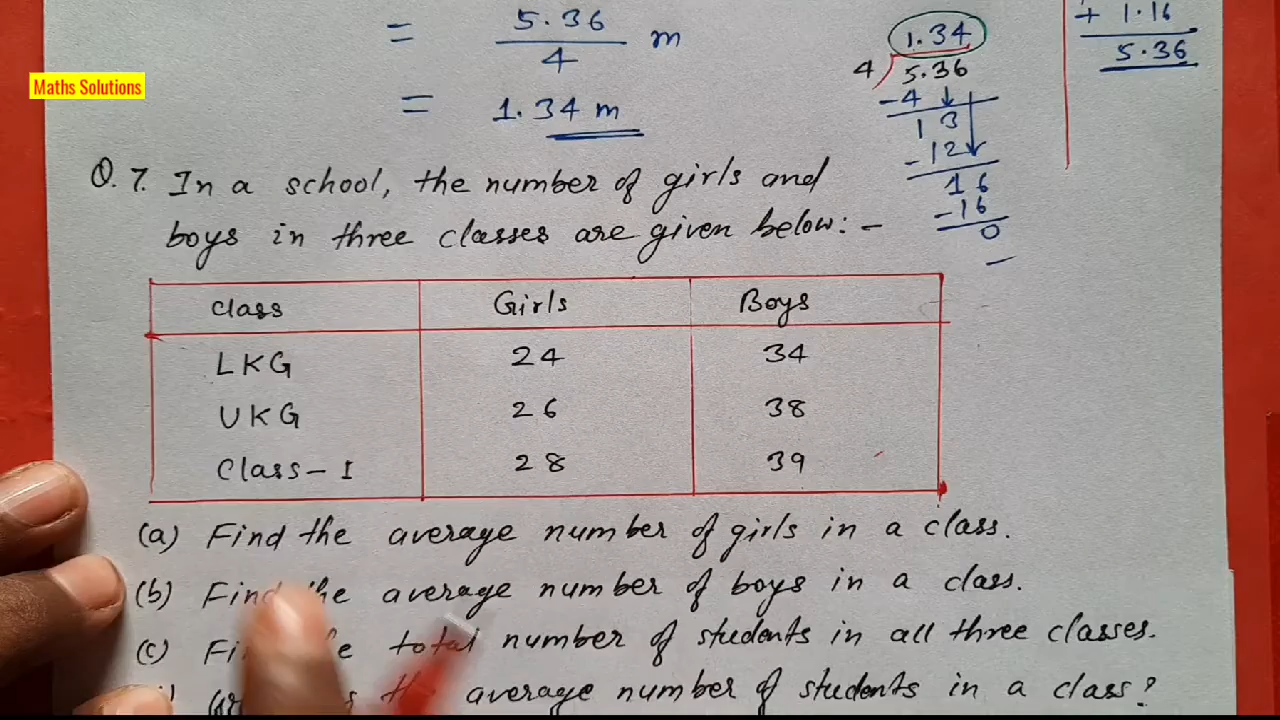 = 5.36 / 4 m
= 1.34 m
1.34
4 5.36
-4
13
-12
16
-16
0
+ 1.16
5.36
Maths Solutions
Q.7. In a school, the number of girls and
boys in three classes are given below:-
Class Girls Boys
LKG 24 34
UKG 26 38
Class-I 28 39
(a) Find the average number of girls in a class.
(b) Find the average number of boys in a class.
(c) total number of students in all three classes.
average number of students in a class?